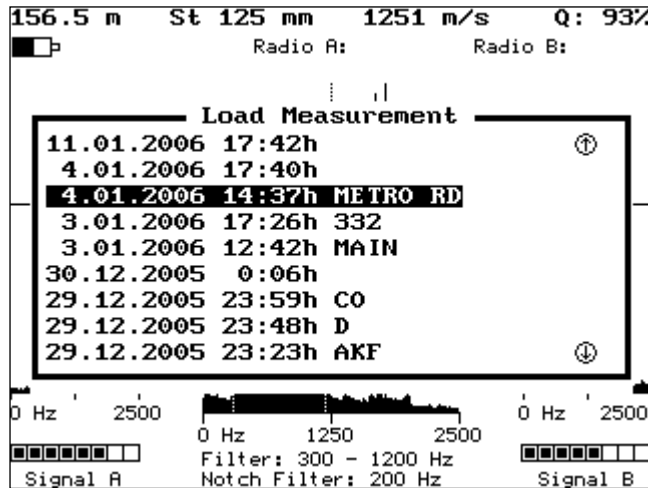 156.5 m St 125 mm 1251 m/s Q: 93%
Radio A: Radio B:
Load Measurement
11.01.2006 17:42h
4.01.2006 17:40h
4.01.2006 14:37h METRO RD
3.01.2006 17:26h 332
3.01.2006 12:42h MAIN
30.12.2005 0:06h
29.12.2005 23:59h CO
29.12.2005 23:48h D
29.12.2005 23:23h AKF
0 Hz 2500 0 Hz 2500
0 Hz 1250 2500
Filter: 300 - 1200 Hz
Signal A Notch Filter: 200 Hz Signal B